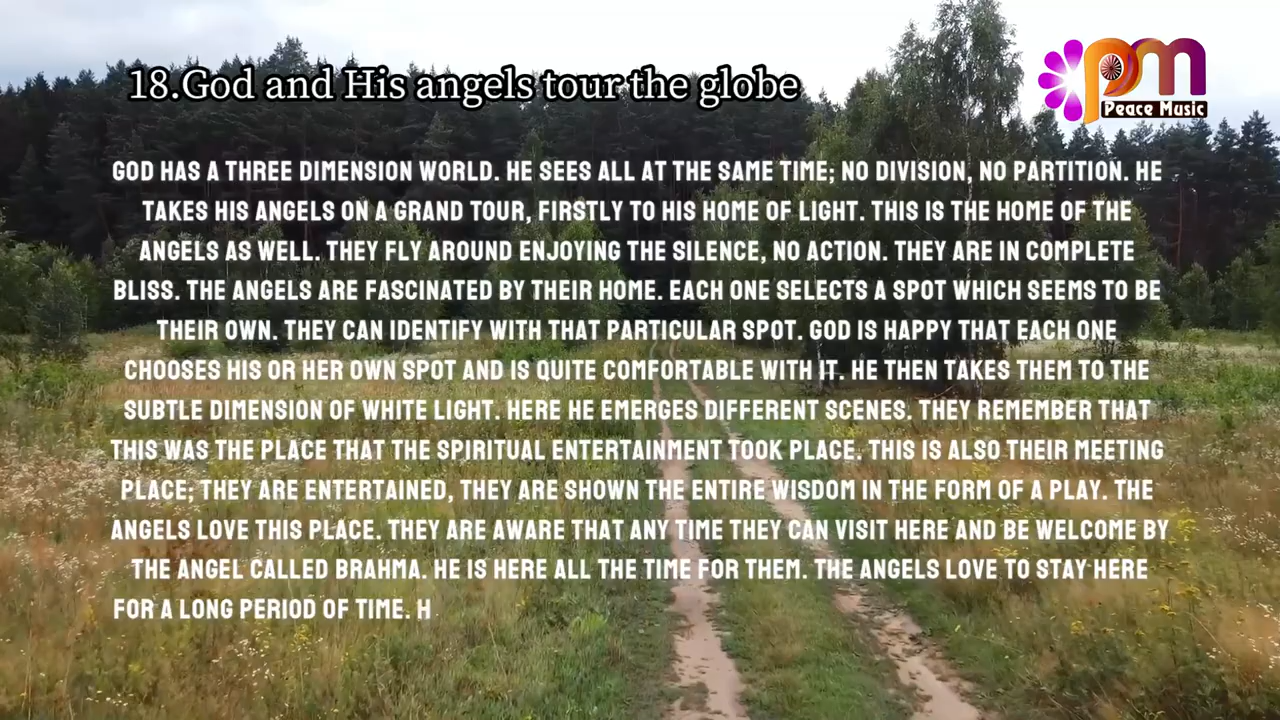 18.God and His angels tour the globe
pm
Peace Music
GOD HAS A THREE DIMENSION WORLD. HE SEES ALL AT THE SAME TIME; NO DIVISION, NO PARTITION. HE
TAKES HIS ANGELS ON A GRAND TOUR, FIRSTLY TO HIS HOME OF LIGHT. THIS IS THE HOME OF THE
ANGELS AS WELL. THEY FLY AROUND ENJOYING THE SILENCE, NO ACTION. THEY ARE IN COMPLETE
BLISS. THE ANGELS ARE FASCINATED BY THEIR HOME. EACH ONE SELECTS A SPOT WHICH SEEMS TO BE
THEIR OWN. THEY CAN IDENTIFY WITH THAT PARTICULAR SPOT. GOD IS HAPPY THAT EACH ONE
CHOOSES HIS OR HER OWN SPOT AND IS QUITE COMFORTABLE WITH IT. HE THEN TAKES THEM TO THE
SUBTLE DIMENSION OF WHITE LIGHT. HERE HE EMERGES DIFFERENT SCENES. THEY REMEMBER THAT
THIS WAS THE PLACE THAT THE SPIRITUAL ENTERTAINMENT TOOK PLACE. THIS IS ALSO THEIR MEETING
PLACE; THEY ARE ENTERTAINED, THEY ARE SHOWN THE ENTIRE WISDOM IN THE FORM OF A PLAY. THE
ANGELS LOVE THIS PLACE. THEY ARE AWARE THAT ANY TIME THEY CAN VISIT HERE AND BE WELCOME BY
THE ANGEL CALLED BRAHMA. HE IS HERE ALL THE TIME FOR THEM. THE ANGELS LOVE TO STAY HERE
FOR A LONG PERIOD OF TIME. H